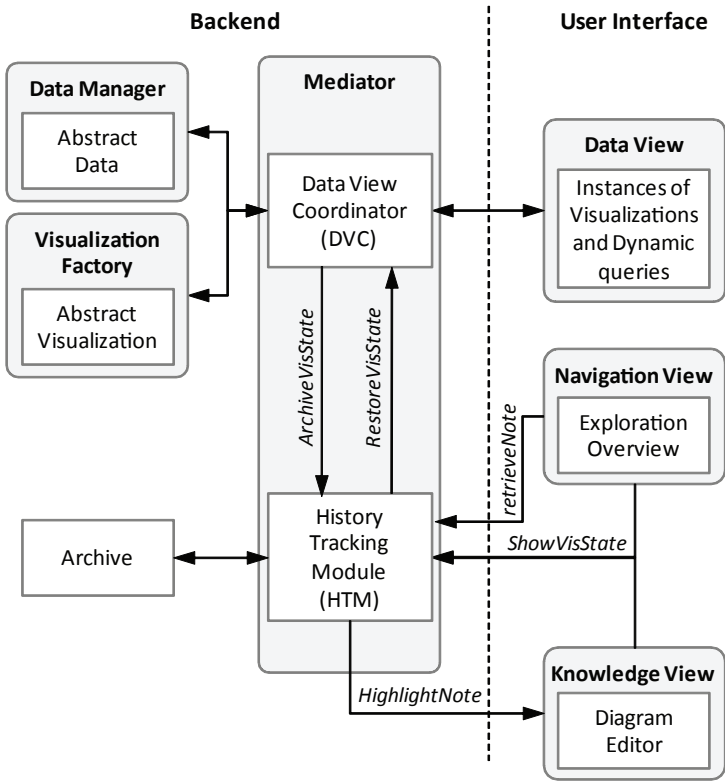 Backend
User Interface
Data Manager
Abstract
Data
Visualization
Factory
Abstract
Visualization
Mediator
Data View
Coordinator
(DVC)
Data View
Instances of
Visualizations
and Dynamic
queries
ArchiveVisState
RestoreVisState
Navigation View
Exploration
Overview
retrieveNote
Archive
History
Tracking
Module
(HTM)
ShowVisState
HighlightNote
Knowledge View
Diagram
Editor